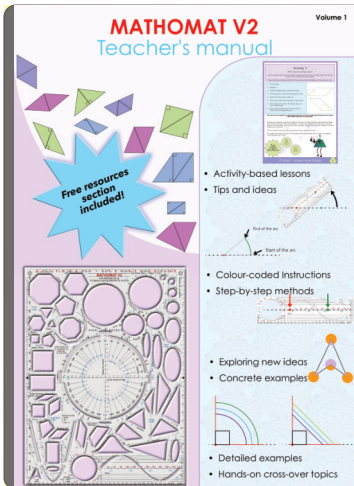 Volume 1
MATHOMAT V2
Teacher's manual
Free resources
section
included!
• Activity-based lessons
• Tips and ideas
End of the arc
Start of the arc
• Colour-coded Instructions
• Step-by-step methods
MATHOMAT V2
• Exploring new ideas
• Concrete examples
• Detailed examples
• Hands-on cross-over topics